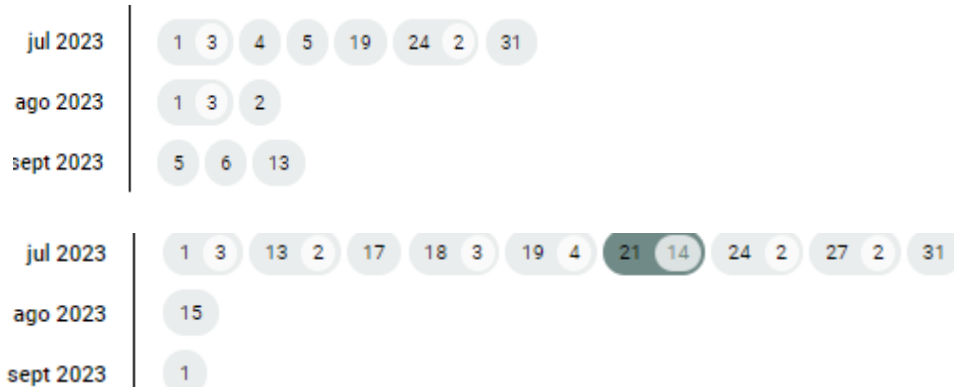 jul 2023 1 3 4 5 19 24 2 31
ago 2023 1 3 2
sept 2023 5 6 13
jul 2023 1 3 13 2 17 18 3 19 4 21 14 24 2 27 2 31
ago 2023 15
sept 2023 1